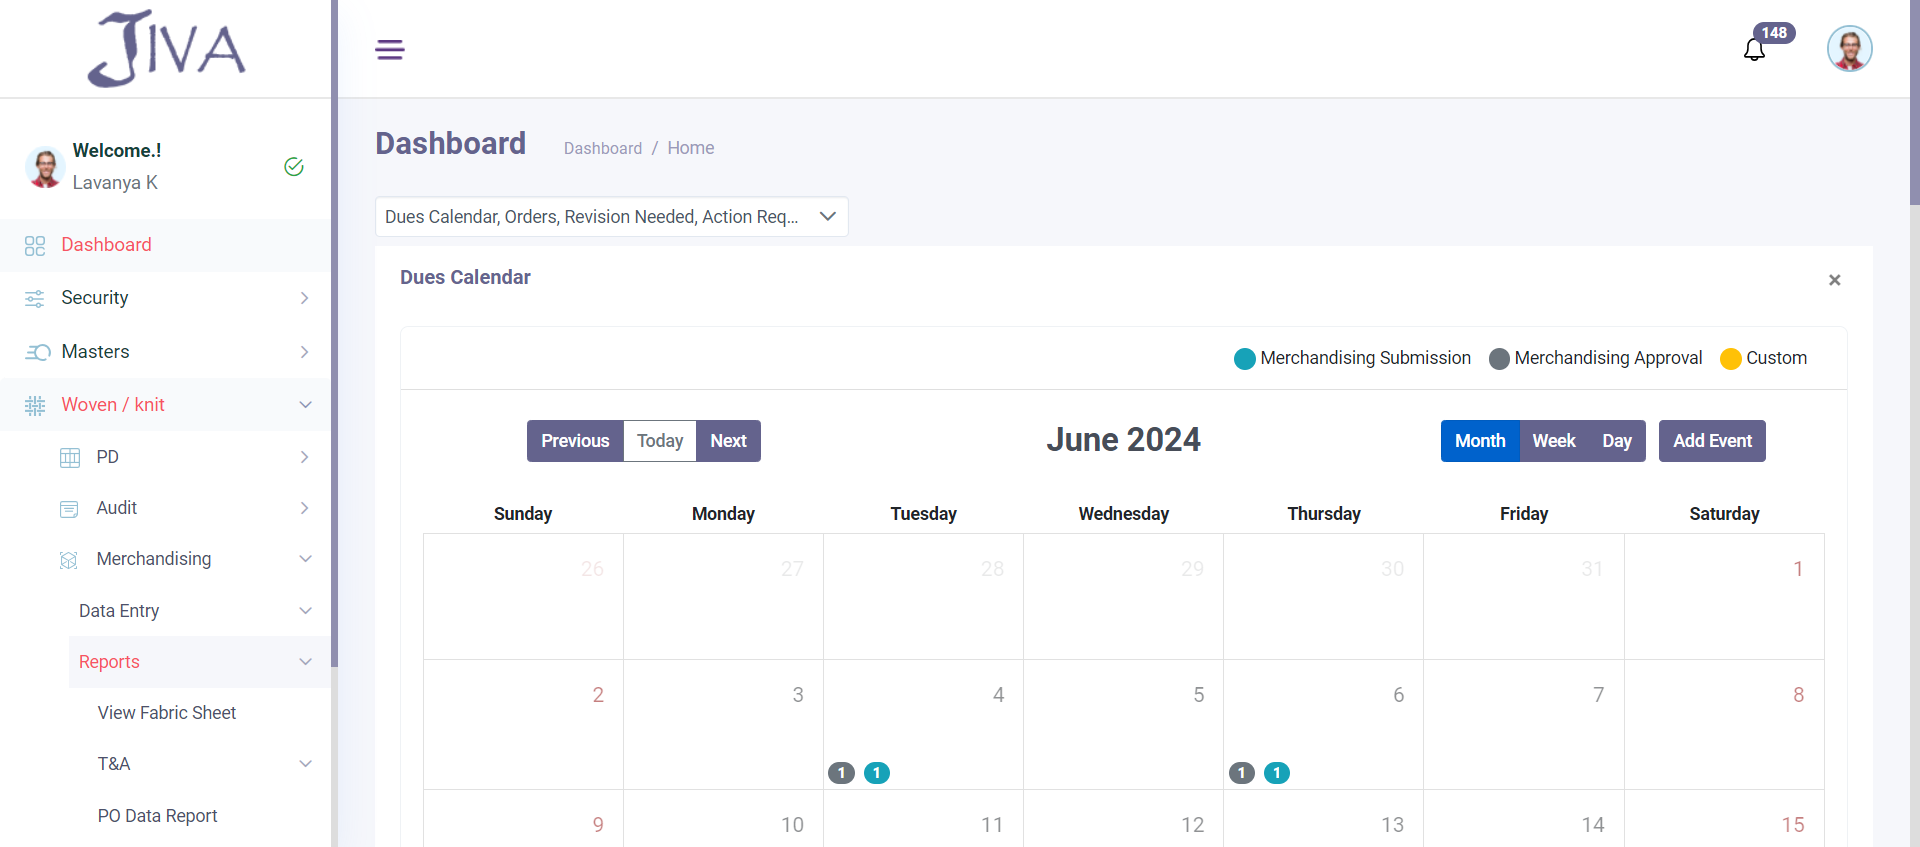 JIVA
148
Welcome.!
Lavanya K
Dashboard
Security
Masters
Woven / knit
PD
Audit
Merchandising
Data Entry
Reports
View Fabric Sheet
T&A
PO Data Report
Dashboard
Dashboard / Home
Dues Calendar, Orders, Revision Needed, Action Req...
Dues Calendar
×
Merchandising Submission Merchandising Approval Custom
Previous Today Next
June 2024
Month Week Day Add Event
Sunday Monday Tuesday Wednesday Thursday Friday Saturday
26 27 28 29 30 31 1
2 3 4 5 6 7 8
1 1 1 1
9 10 11 12 13 14 15